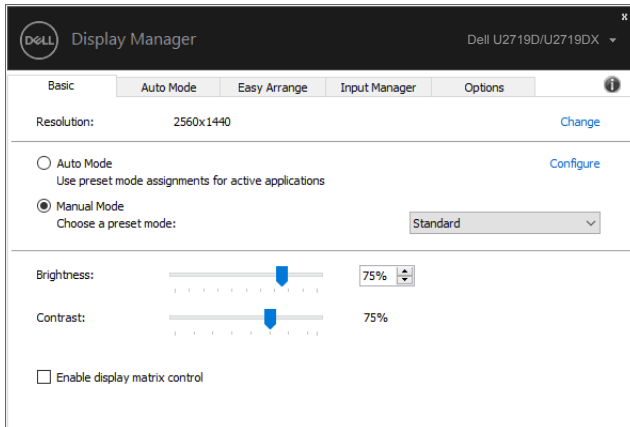 x
DELL Display Manager Dell U2719D/U2719DX
Basic Auto Mode Easy Arrange Input Manager Options i
Resolution: 2560x1440 Change
Auto Mode Configure
Use preset mode assignments for active applications
Manual Mode
Choose a preset mode: Standard
Brightness: 75%
Contrast: 75%
Enable display matrix control